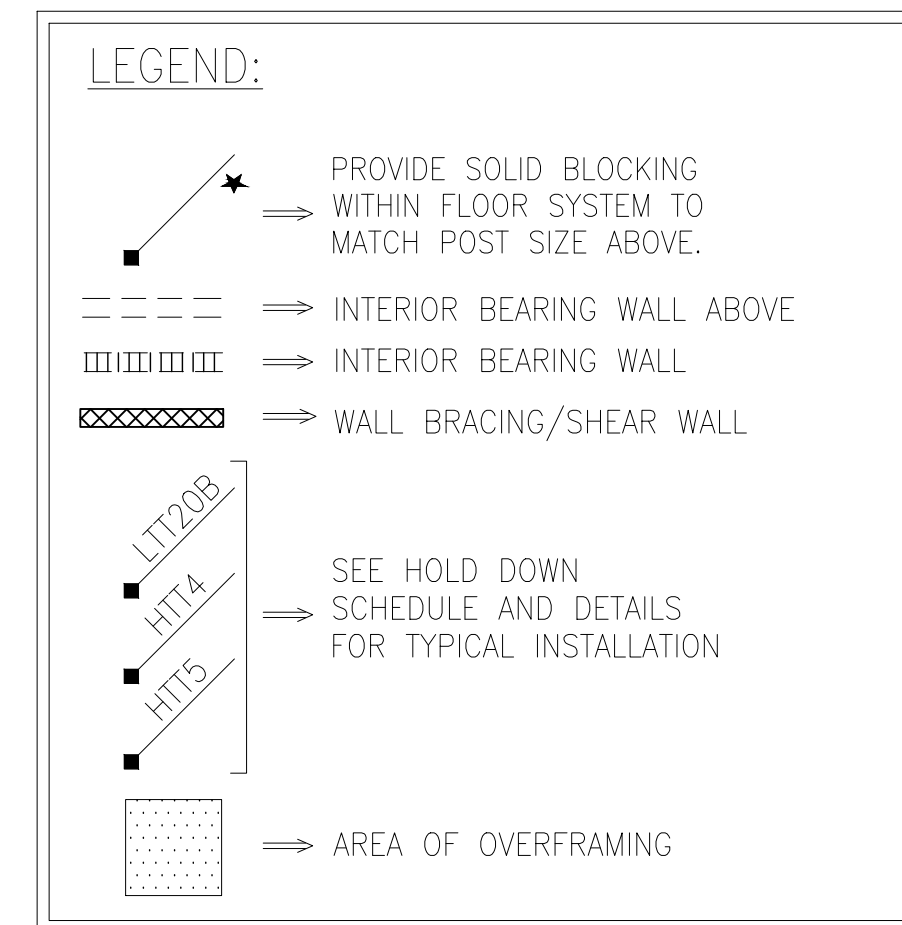 LEGEND:
PROVIDE SOLID BLOCKING
WITHIN FLOOR SYSTEM TO
MATCH POST SIZE ABOVE.
INTERIOR BEARING WALL ABOVE
INTERIOR BEARING WALL
WALL BRACING/SHEAR WALL
LTT20B
HTT4
HTT5
SEE HOLD DOWN
SCHEDULE AND DETAILS
FOR TYPICAL INSTALLATION
AREA OF OVERFRAMING